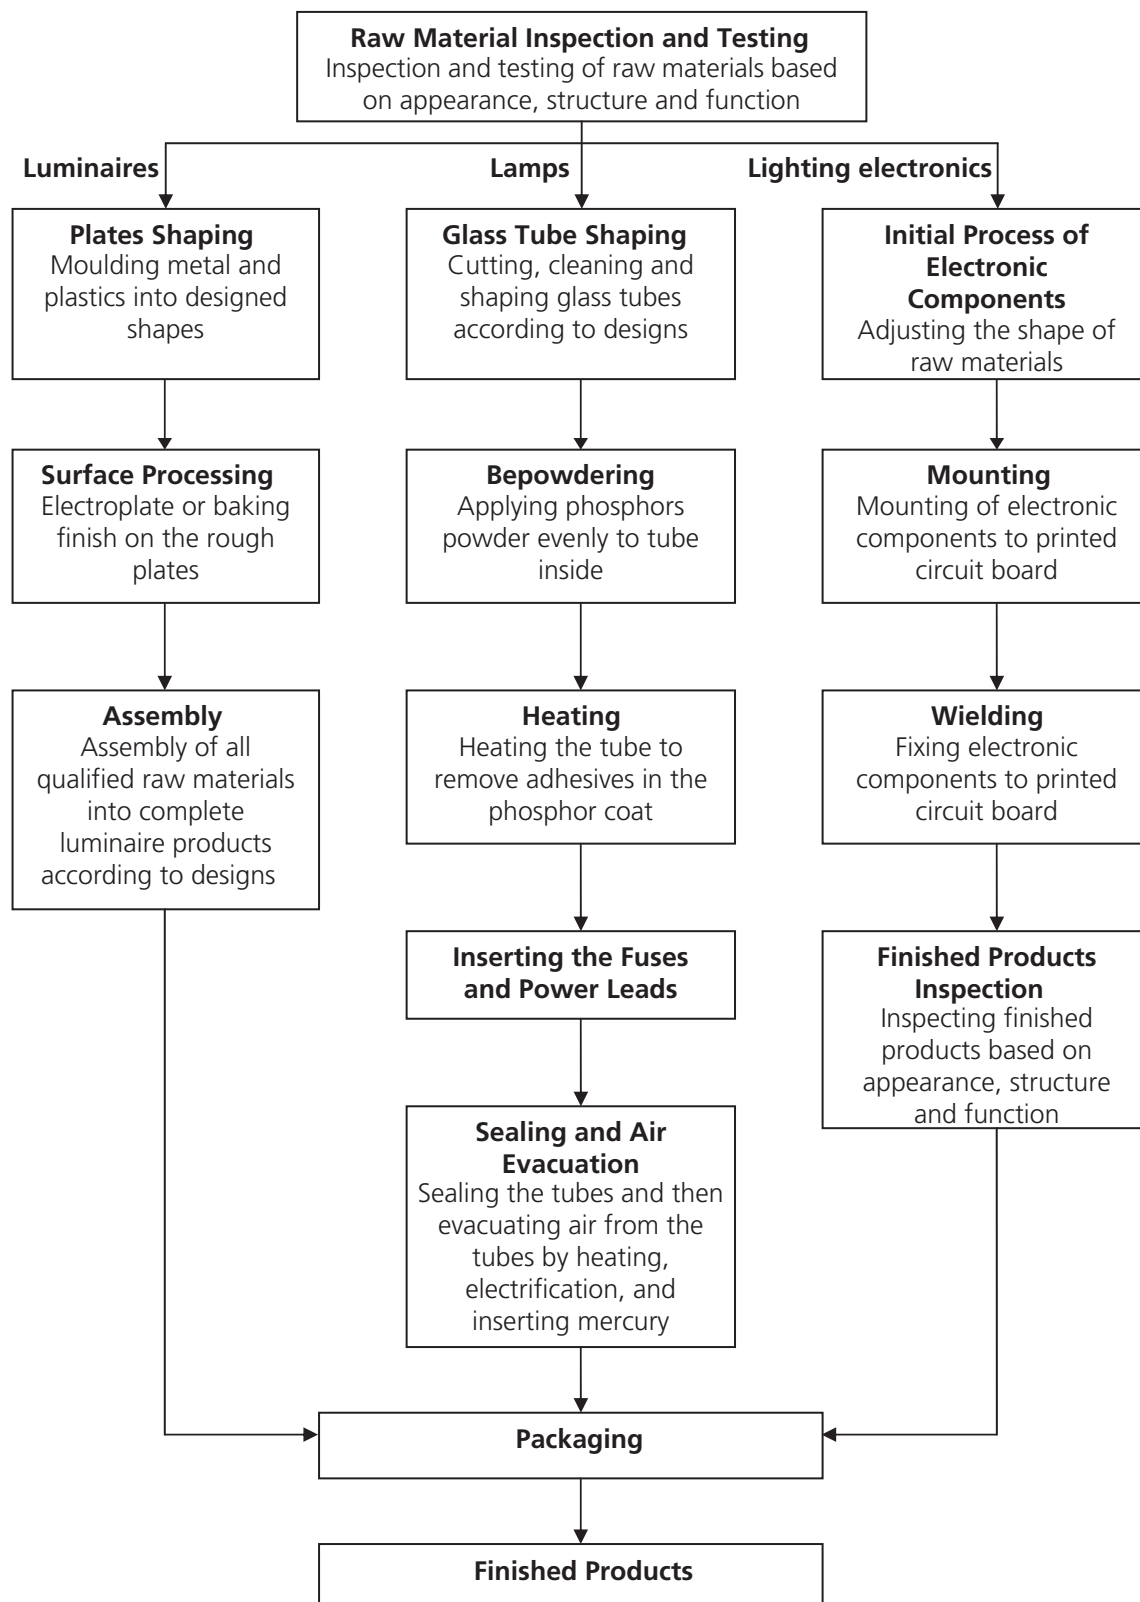 Raw Material Inspection and Testing
Inspection and testing of raw materials based
on appearance, structure and function
Luminaires
Lamps
Lighting electronics
Plates Shaping
Moulding metal and
plastics into designed
shapes
Glass Tube Shaping
Cutting, cleaning and
shaping glass tubes
according to designs
Initial Process of
Electronic
Components
Adjusting the shape of
raw materials
Surface Processing
Electroplate or baking
finish on the rough
plates
Bepowdering
Applying phosphors
powder evenly to tube
inside
Mounting
Mounting of electronic
components to printed
circuit board
Assembly
Assembly of all
qualified raw materials
into complete
luminaire products
according to designs
Heating
Heating the tube to
remove adhesives in the
phosphor coat
Wielding
Fixing electronic
components to printed
circuit board
Inserting the Fuses
and Power Leads
Finished Products
Inspection
Inspecting finished
products based on
appearance, structure
and function
Sealing and Air
Evacuation
Sealing the tubes and then
evacuating air from the
tubes by heating,
electrification, and
inserting mercury
Packaging
Finished Products